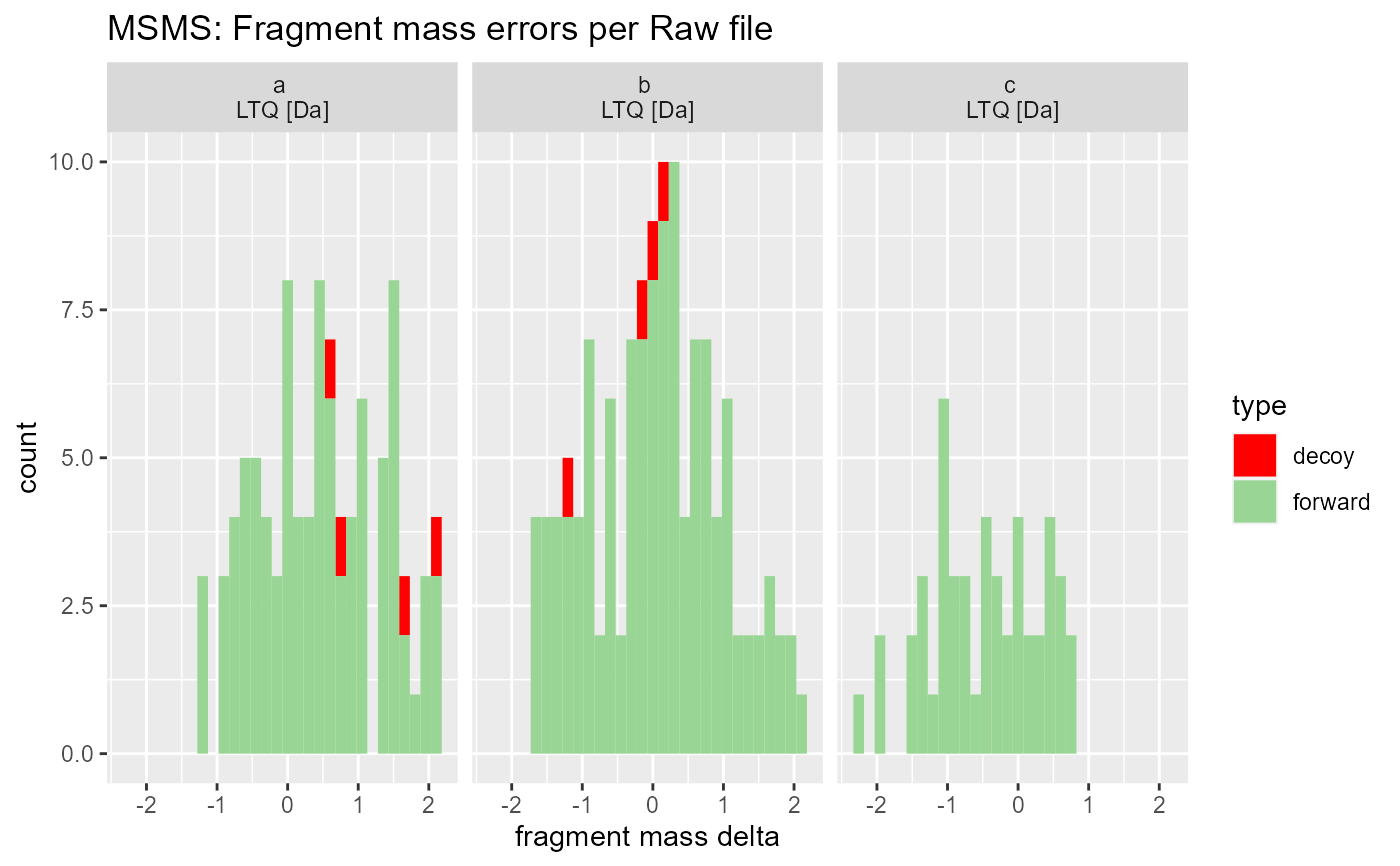 MSMS: Fragment mass errors per Raw file
a
LTQ [Da]
b
LTQ [Da]
c
LTQ [Da]
10.0
7.5
5.0
2.5
0.0
count
-2 -1 0 1 2
-2 -1 0 1 2
-2 -1 0 1 2
fragment mass delta
type
decoy
forward